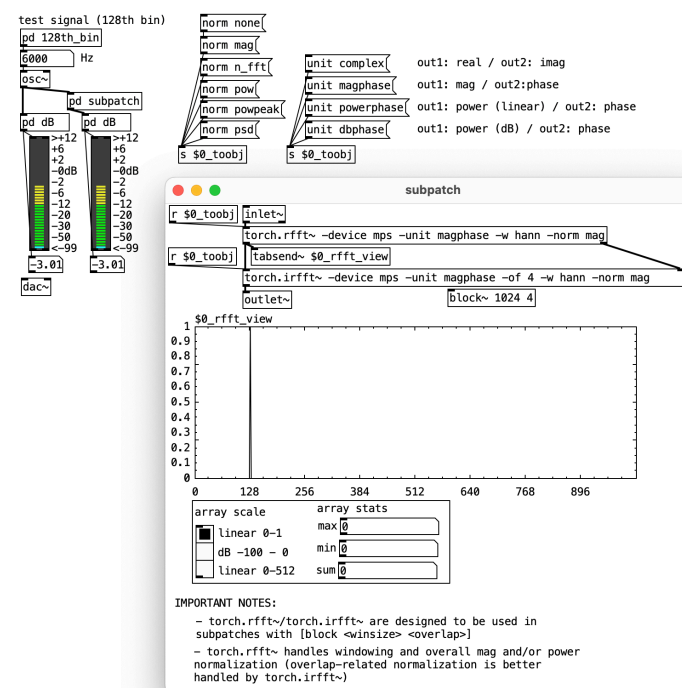 test signal (128th bin)
pd 128th_bin
6000 Hz
osc~
pd subpatch
pd dB pd dB
>+12 >+12
+6 +6
+2 +2
-0dB -0dB
-2 -2
-6 -6
-12 -12
-20 -20
-30 -30
-50 -50
<-99 <-99
-3.01 -3.01
dac~
norm none
norm mag
norm n_fft
norm pow
norm powpeak
norm psd
s $0_toobj
unit complex out1: real / out2: imag
unit magphase out1: mag / out2:phase
unit powerphase out1: power (linear) / out2: phase
unit dbphase out1: power (dB) / out2: phase
s $0_toobj
subpatch
r $0_toobj inlet~
torch.rfft~ -device mps -unit magphase -w hann -norm mag
r $0_toobj tabsend~ $0_rfft_view
torch.irfft~ -device mps -unit magphase -of 4 -w hann -norm mag
outlet~ block~ 1024 4
$0_rfft_view
1
0.9
0.8
0.7
0.6
0.5
0.4
0.3
0.2
0.1
0
0 128 256 384 512 640 768 896
array scale array stats
linear 0-1 max 0
dB -100 - 0 min 0
linear 0-512 sum 0
IMPORTANT NOTES:
- torch.rfft~/torch.irfft~ are designed to be used in
subpatches with [block <winsize> <overlap>]
- torch.rfft~ handles windowing and overall mag and/or power
normalization (overlap-related normalization is better
handled by torch.irfft~)